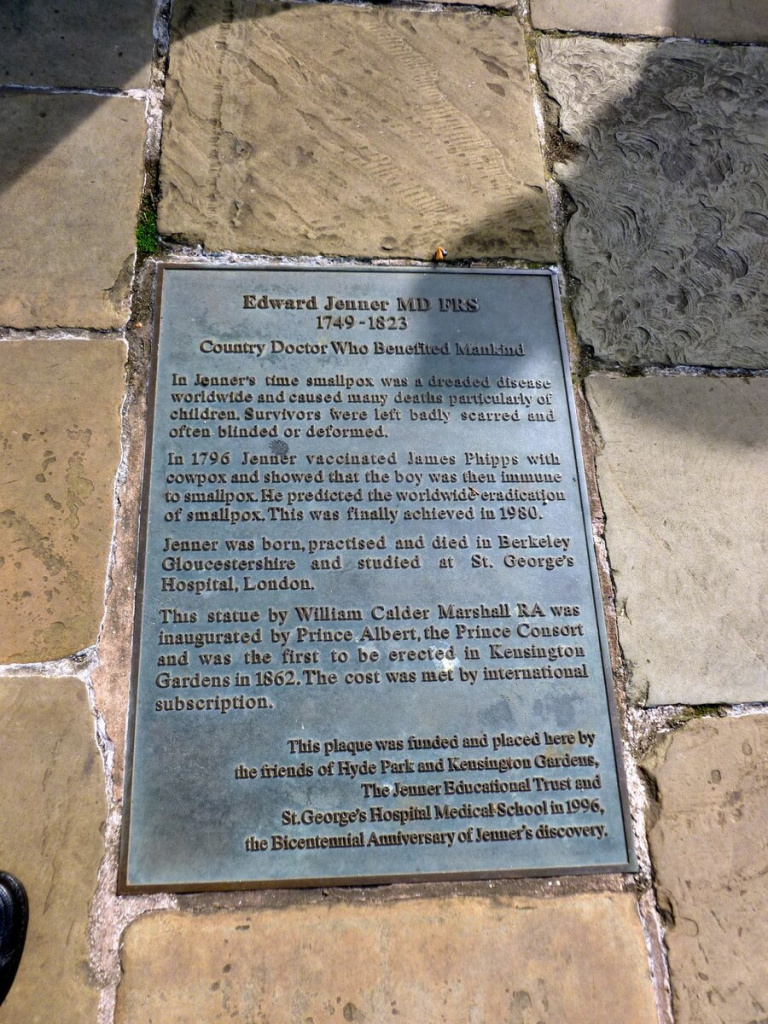 Edward Jenner MD FRS
1749-1823
Country Doctor Who Benefited Mankind
In Jenner's time smallpox was a dreaded disease
worldwide and caused many deaths particularly of
children. Survivors were left badly scarred and
often blinded or deformed.
In 1796 Jenner vaccinated James Phipps with
cowpox and showed that the boy was then immune
to smallpox. He predicted the worldwide eradication
of smallpox. This was finally achieved in 1980.
Jenner was born, practised and died in Berkeley
Gloucestershire and studied at St. George's
Hospital, London.
This statue by William Calder Marshall RA was
inaugurated by Prince Albert, the Prince Consort
and was the first to be erected in Kensington
Gardens in 1862. The cost was met by international
subscription.
This plaque was funded and placed here by
the friends of Hyde Park and Kensington Gardens,
The Jenner Educational Trust and
St.George's Hospital Medical School in 1996,
the Bicentennial Anniversary of Jenner's discovery.